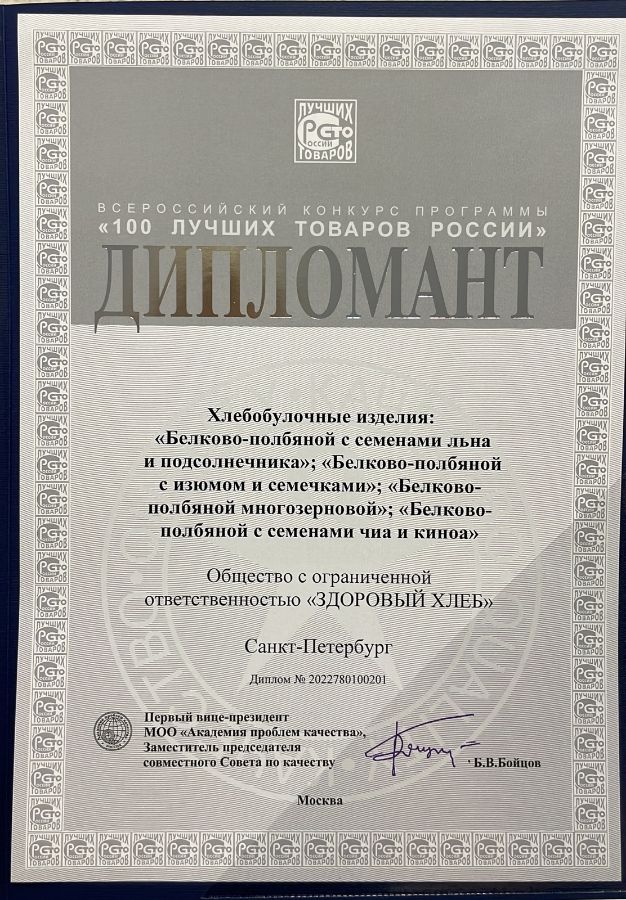 ЛУЧШИХ
РСТо
РОССИИ
ТОВАРОВ
ВСЕРОССИЙСКИЙ КОНКУРС ПРОГРАММЫ
«100 ЛУЧШИХ ТОВАРОВ РОССИИ»
ДИПЛОМАНТ
Хлебобулочные изделия:
«Белково-полбяной с семенами льна
и подсолнечника»; «Белково-полбяной
с изюмом и семечками»; «Белково-
полбяной многозерновой»; «Белково-
полбяной с семенами чиа и киноа»
Общество с ограниченной
ответственностью «ЗДОРОВЫЙ ХЛЕБ»
Санкт-Петербург
Диплом № 2022780100201
Первый вице-президент
МОО «Академия проблем качества»,
Заместитель председателя
совместного Совета по качеству
Б.В.Бойцов
Москва